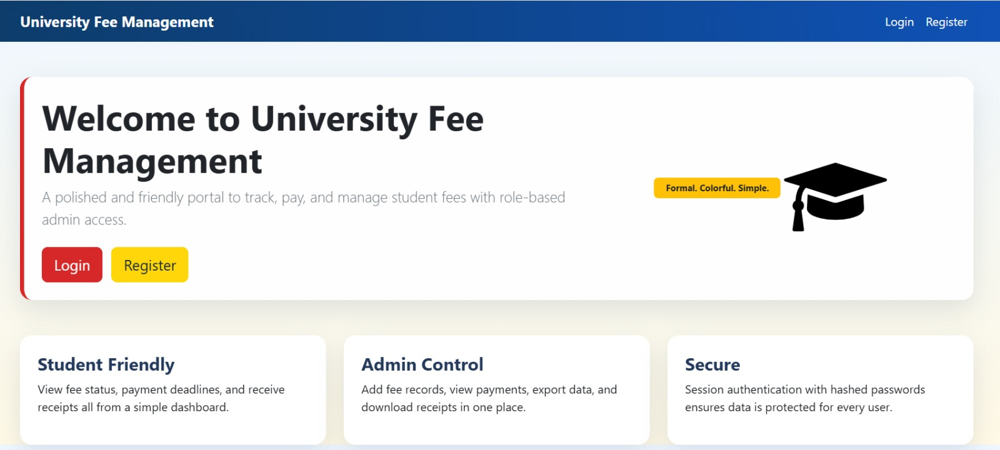 University Fee Management
Login Register
Welcome to University Fee
Management
A polished and friendly portal to track, pay, and manage student fees with role-based
admin access.
Formal. Colorful. Simple.
Login Register
Student Friendly
View fee status, payment deadlines, and receive
receipts all from a simple dashboard.
Admin Control
Add fee records, view payments, export data, and
download receipts in one place.
Secure
Session authentication with hashed passwords
ensures data is protected for every user.